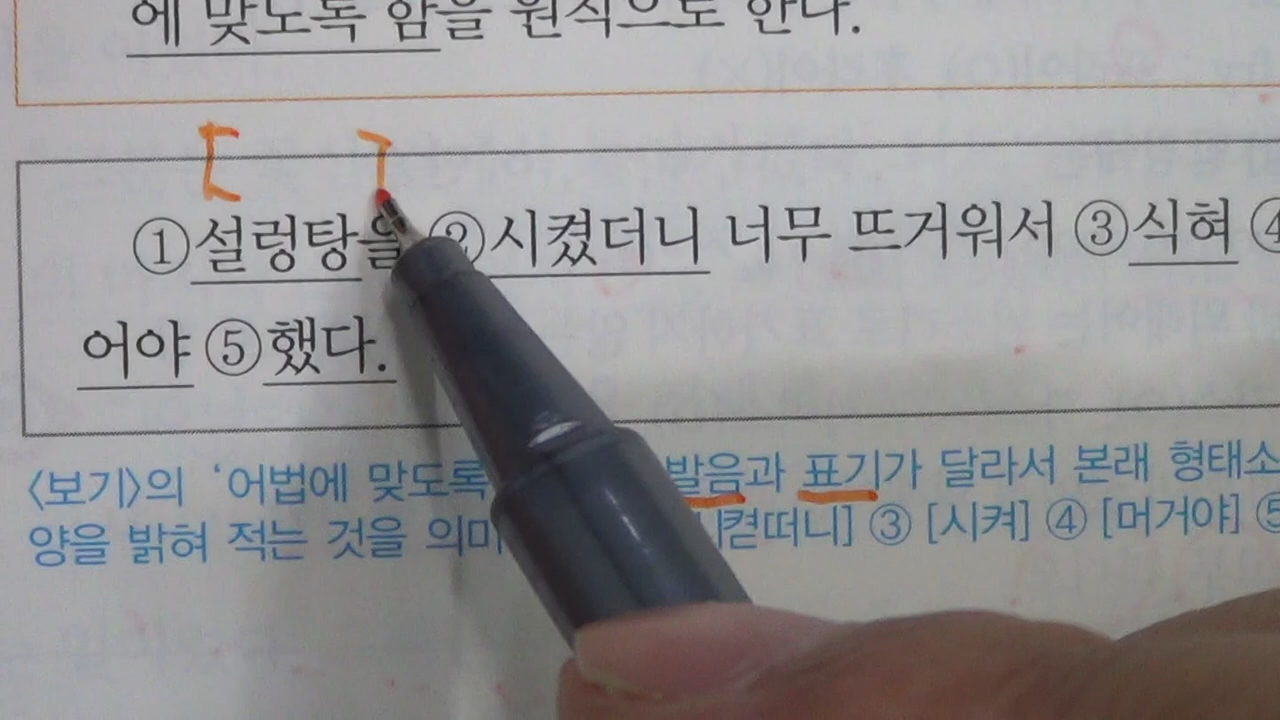 에 맞도록 함을 원칙으로 한다.
[ ]
①설렁탕을 ②시켰더니 너무 뜨거워서 ③식혀 ④
어야 ⑤했다.
〈보기〉의 ‘어법에 맞도록 발음과 표기가 달라서 본래 형태소
양을 밝혀 적는 것을 의미 켣떠니] ③ [시켜] ④ [머거야] ⑤